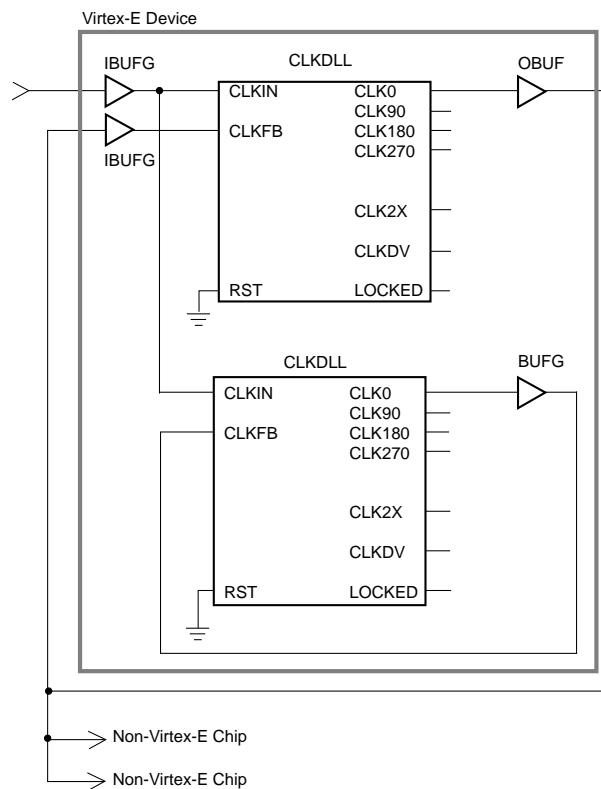 Virtex-E Device
IBUFG
CLKDLL
OBUF
CLKIN
CLK0
CLK90
CLKFB
CLK180
CLK270
IBUFG
CLK2X
CLKDV
RST
LOCKED
CLKDLL
BUFG
CLKIN
CLK0
CLK90
CLKFB
CLK180
CLK270
CLK2X
CLKDV
RST
LOCKED
Non-Virtex-E Chip
Non-Virtex-E Chip